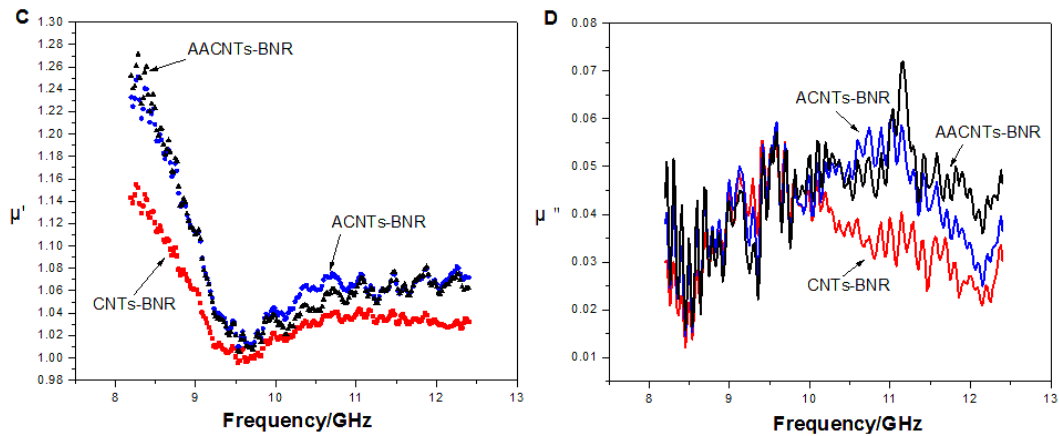 C
1.30
1.28
1.26
1.24
1.22
1.20
1.18
1.16
1.14
1.12
1.10
1.08
1.06
1.04
1.02
1.00
0.98
µ'
AACNTs-BNR
ACNTs-BNR
CNTs-BNR
8 9 10 11 12 13
Frequency/GHz
D
0.08
0.07
0.06
0.05
0.04
0.03
0.02
0.01
µ "
ACNTs-BNR
AACNTs-BNR
CNTs-BNR
8 9 10 11 12 13
Frequency/GHz